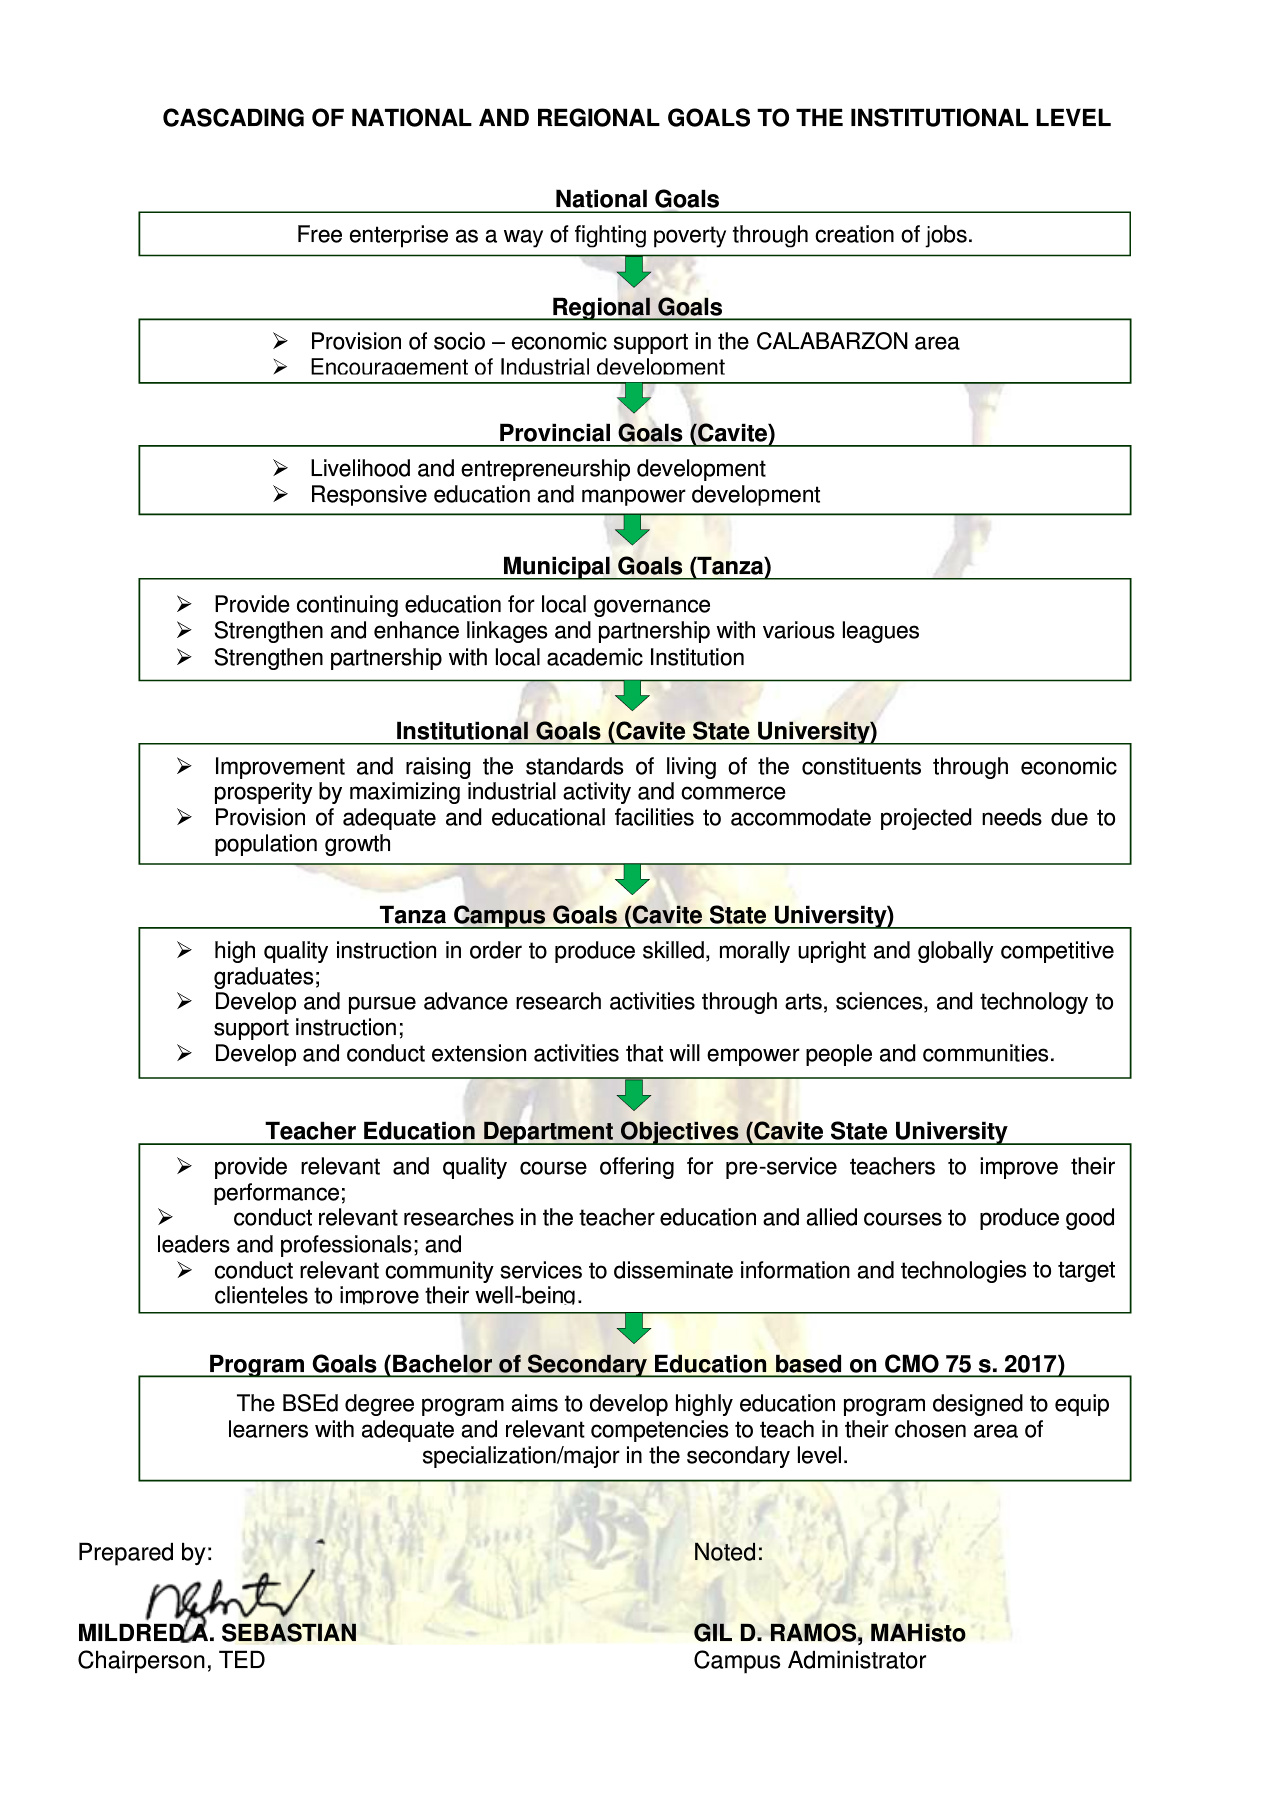 CASCADING OF NATIONAL AND REGIONAL GOALS TO THE INSTITUTIONAL LEVEL
National Goals
Free enterprise as a way of fighting poverty through creation of jobs.
Regional Goals
➢ Provision of socio – economic support in the CALABARZON area
➢ Encouragement of Industrial development
Provincial Goals (Cavite)
➢ Livelihood and entrepreneurship development
➢ Responsive education and manpower development
Municipal Goals (Tanza)
➢ Provide continuing education for local governance
➢ Strengthen and enhance linkages and partnership with various leagues
➢ Strengthen partnership with local academic Institution
Institutional Goals (Cavite State University)
➢ Improvement and raising the standards of living of the constituents through economic
prosperity by maximizing industrial activity and commerce
➢ Provision of adequate and educational facilities to accommodate projected needs due to
population growth
Tanza Campus Goals (Cavite State University)
➢ high quality instruction in order to produce skilled, morally upright and globally competitive
graduates;
➢ Develop and pursue advance research activities through arts, sciences, and technology to
support instruction;
➢ Develop and conduct extension activities that will empower people and communities.
Teacher Education Department Objectives (Cavite State University
➢ provide relevant and quality course offering for pre-service teachers to improve their
performance;
➢ conduct relevant researches in the teacher education and allied courses to produce good
leaders and professionals; and
➢ conduct relevant community services to disseminate information and technologies to target
clienteles to improve their well-being.
Program Goals (Bachelor of Secondary Education based on CMO 75 s. 2017)
The BSEd degree program aims to develop highly education program designed to equip
learners with adequate and relevant competencies to teach in their chosen area of
specialization/major in the secondary level.
Prepared by: Noted:
MILDRED A. SEBASTIAN GIL D. RAMOS, MAHisto
Chairperson, TED Campus Administrator